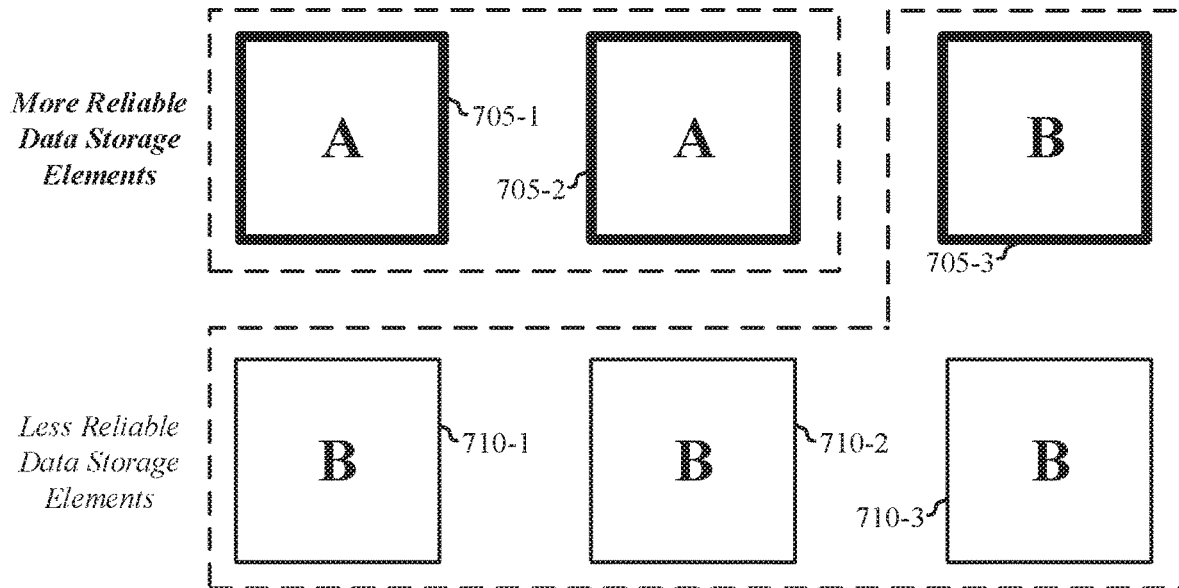 More Reliable
Data Storage
Elements
A
705-1
A
705-2
B
705-3
Less Reliable
Data Storage
Elements
B
710-1
B
710-2
B
710-3